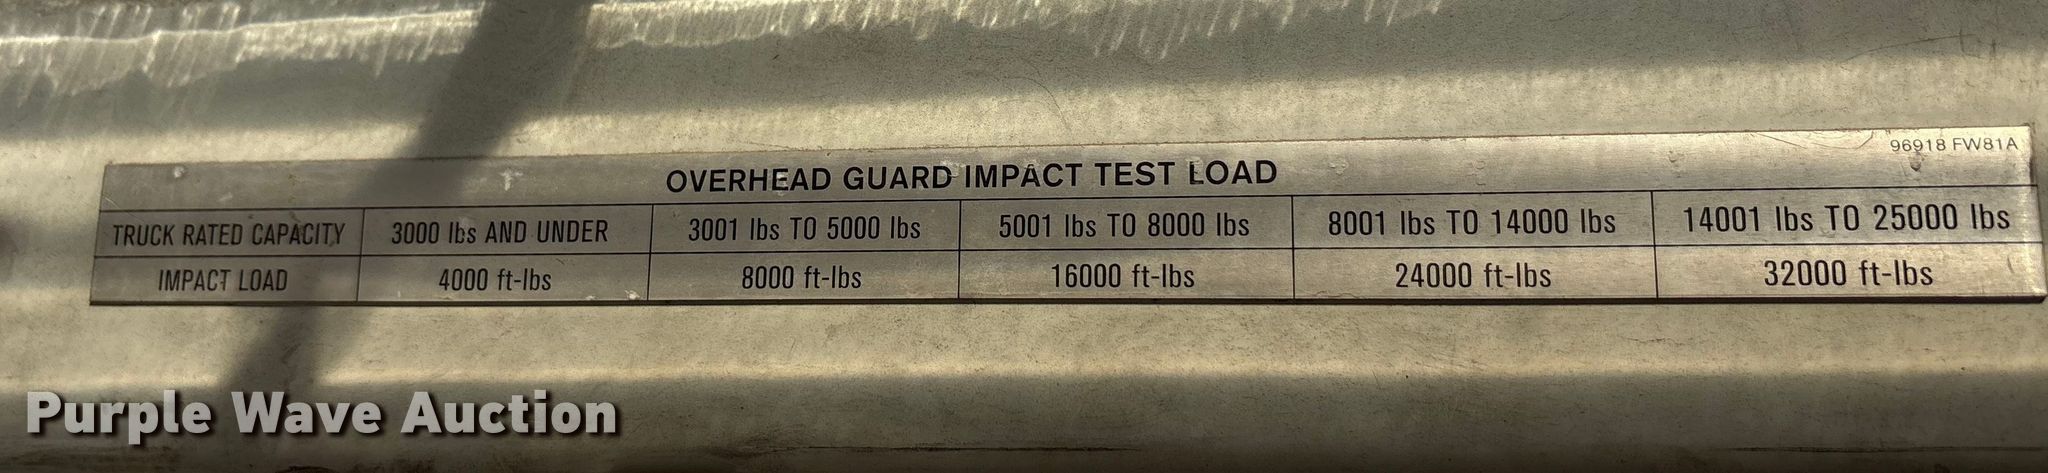 96918 FW81A
OVERHEAD GUARD IMPACT TEST LOAD
TRUCK RATED CAPACITY 3000 lbs AND UNDER 3001 lbs TO 5000 lbs 5001 lbs TO 8000 lbs 8001 lbs TO 14000 lbs 14001 lbs TO 25000 lbs
IMPACT LOAD 4000 ft-lbs 8000 ft-lbs 16000 ft-lbs 24000 ft-lbs 32000 ft-lbs
Purple Wave Auction